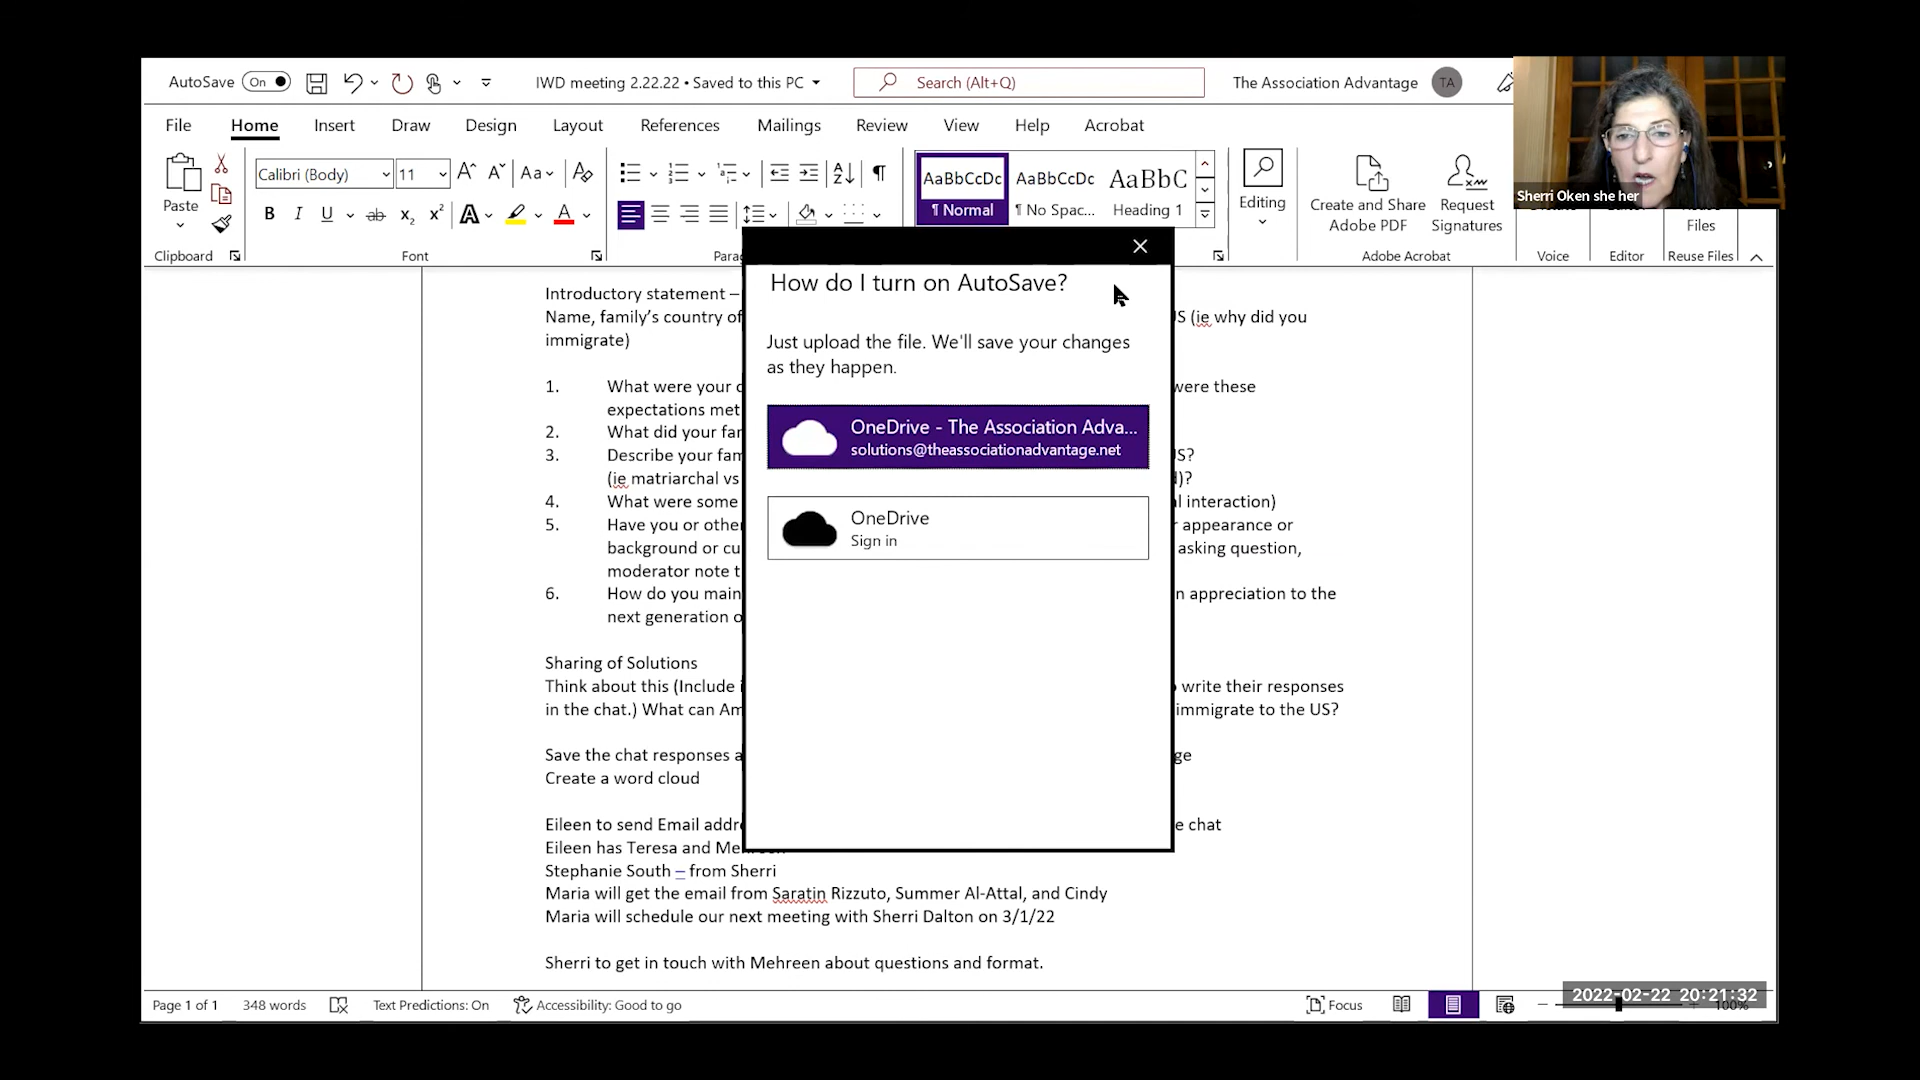 AutoSave On IWD meeting 2.22.22 • Saved to this PC Search (Alt+Q) The Association Advantage TA
File Home Insert Draw Design Layout References Mailings Review View Help Acrobat
Calibri (Body) 11 Aa AaBbCcDc AaBbCcDc AaBbC
Paste ¶ Normal ¶ No Spac... Heading 1 Editing Create and Share Adobe PDF Request Signatures Files
Sherri Oken she her
Clipboard Font Adobe Acrobat Voice Editor Reuse Files
How do I turn on AutoSave?
Just upload the file. We'll save your changes
as they happen.
OneDrive - The Association Adva...
solutions@theassociationadvantage.net
OneDrive
Sign in
Introductory statement –
Name, family’s country of (ie why did you
immigrate)
1. What were your were these
expectations met
2. What did your
3. Describe your
(ie matriarchal vs
4. What were some interaction)
5. Have you or other appearance or
background or asking question,
moderator note
6. How do you appreciation to the
next generation
Sharing of Solutions
Think about this (Include write their responses
in the chat.) What can immigrate to the US?
Save the chat responses
Create a word cloud
Eileen to send Email chat
Eileen has Teresa and Mehreen
Stephanie South – from Sherri
Maria will get the email from Saratin Rizzuto, Summer Al-Attal, and Cindy
Maria will schedule our next meeting with Sherri Dalton on 3/1/22
Sherri to get in touch with Mehreen about questions and format.
Page 1 of 1 348 words Text Predictions: On Accessibility: Good to go Focus 100%
2022-02-22 20:21:32